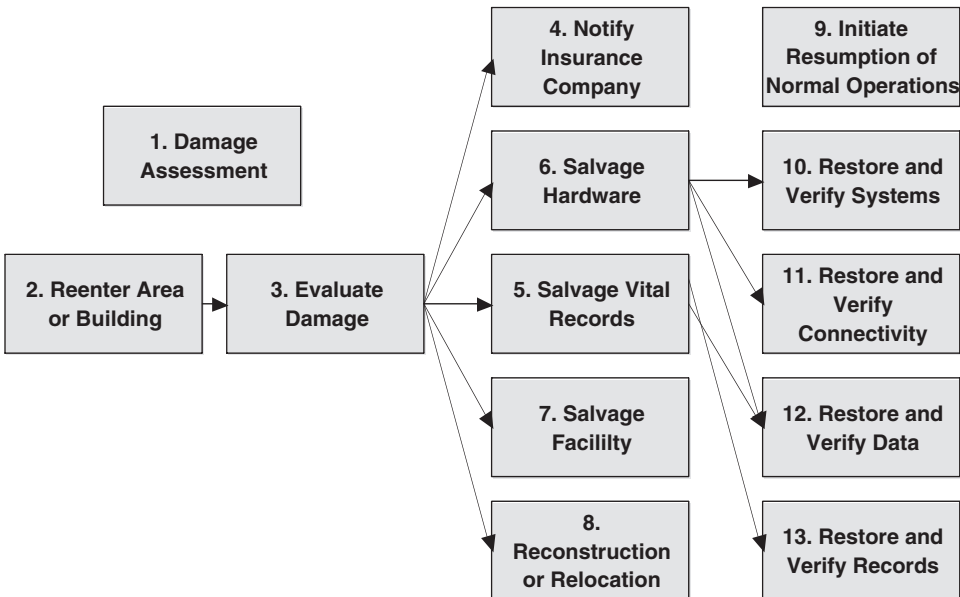 4. Notify
Insurance
Company
9. Initiate
Resumption of
Normal Operations
1. Damage
Assessment
6. Salvage
Hardware
10. Restore and
Verify Systems
2. Reenter Area
or Building
3. Evaluate
Damage
5. Salvage Vital
Records
11. Restore and
Verify
Connectivity
7. Salvage
Facililty
12. Restore and
Verify Data
8.
Reconstruction
or Relocation
13. Restore and
Verify Records